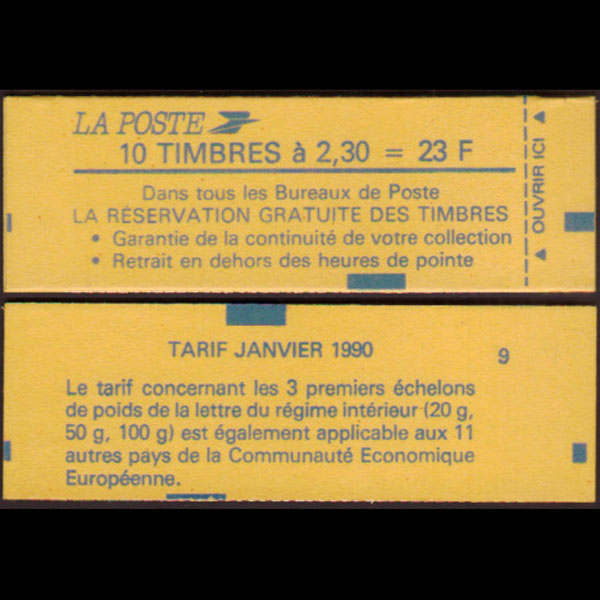 LA POSTE
10 TIMBRES à 2,30 = 23 F
Dans tous les Bureaux de Poste
LA RÉSERVATION GRATUITE DES TIMBRES
• Garantie de la continuité de votre collection
• Retrait en dehors des heures de pointe
OUVRIR ICI
TARIF JANVIER 1990
9
Le tarif concernant les 3 premiers échelons
de poids de la lettre du régime intérieur (20 g,
50 g, 100 g) est également applicable aux 11
autres pays de la Communauté Economique
Européenne.